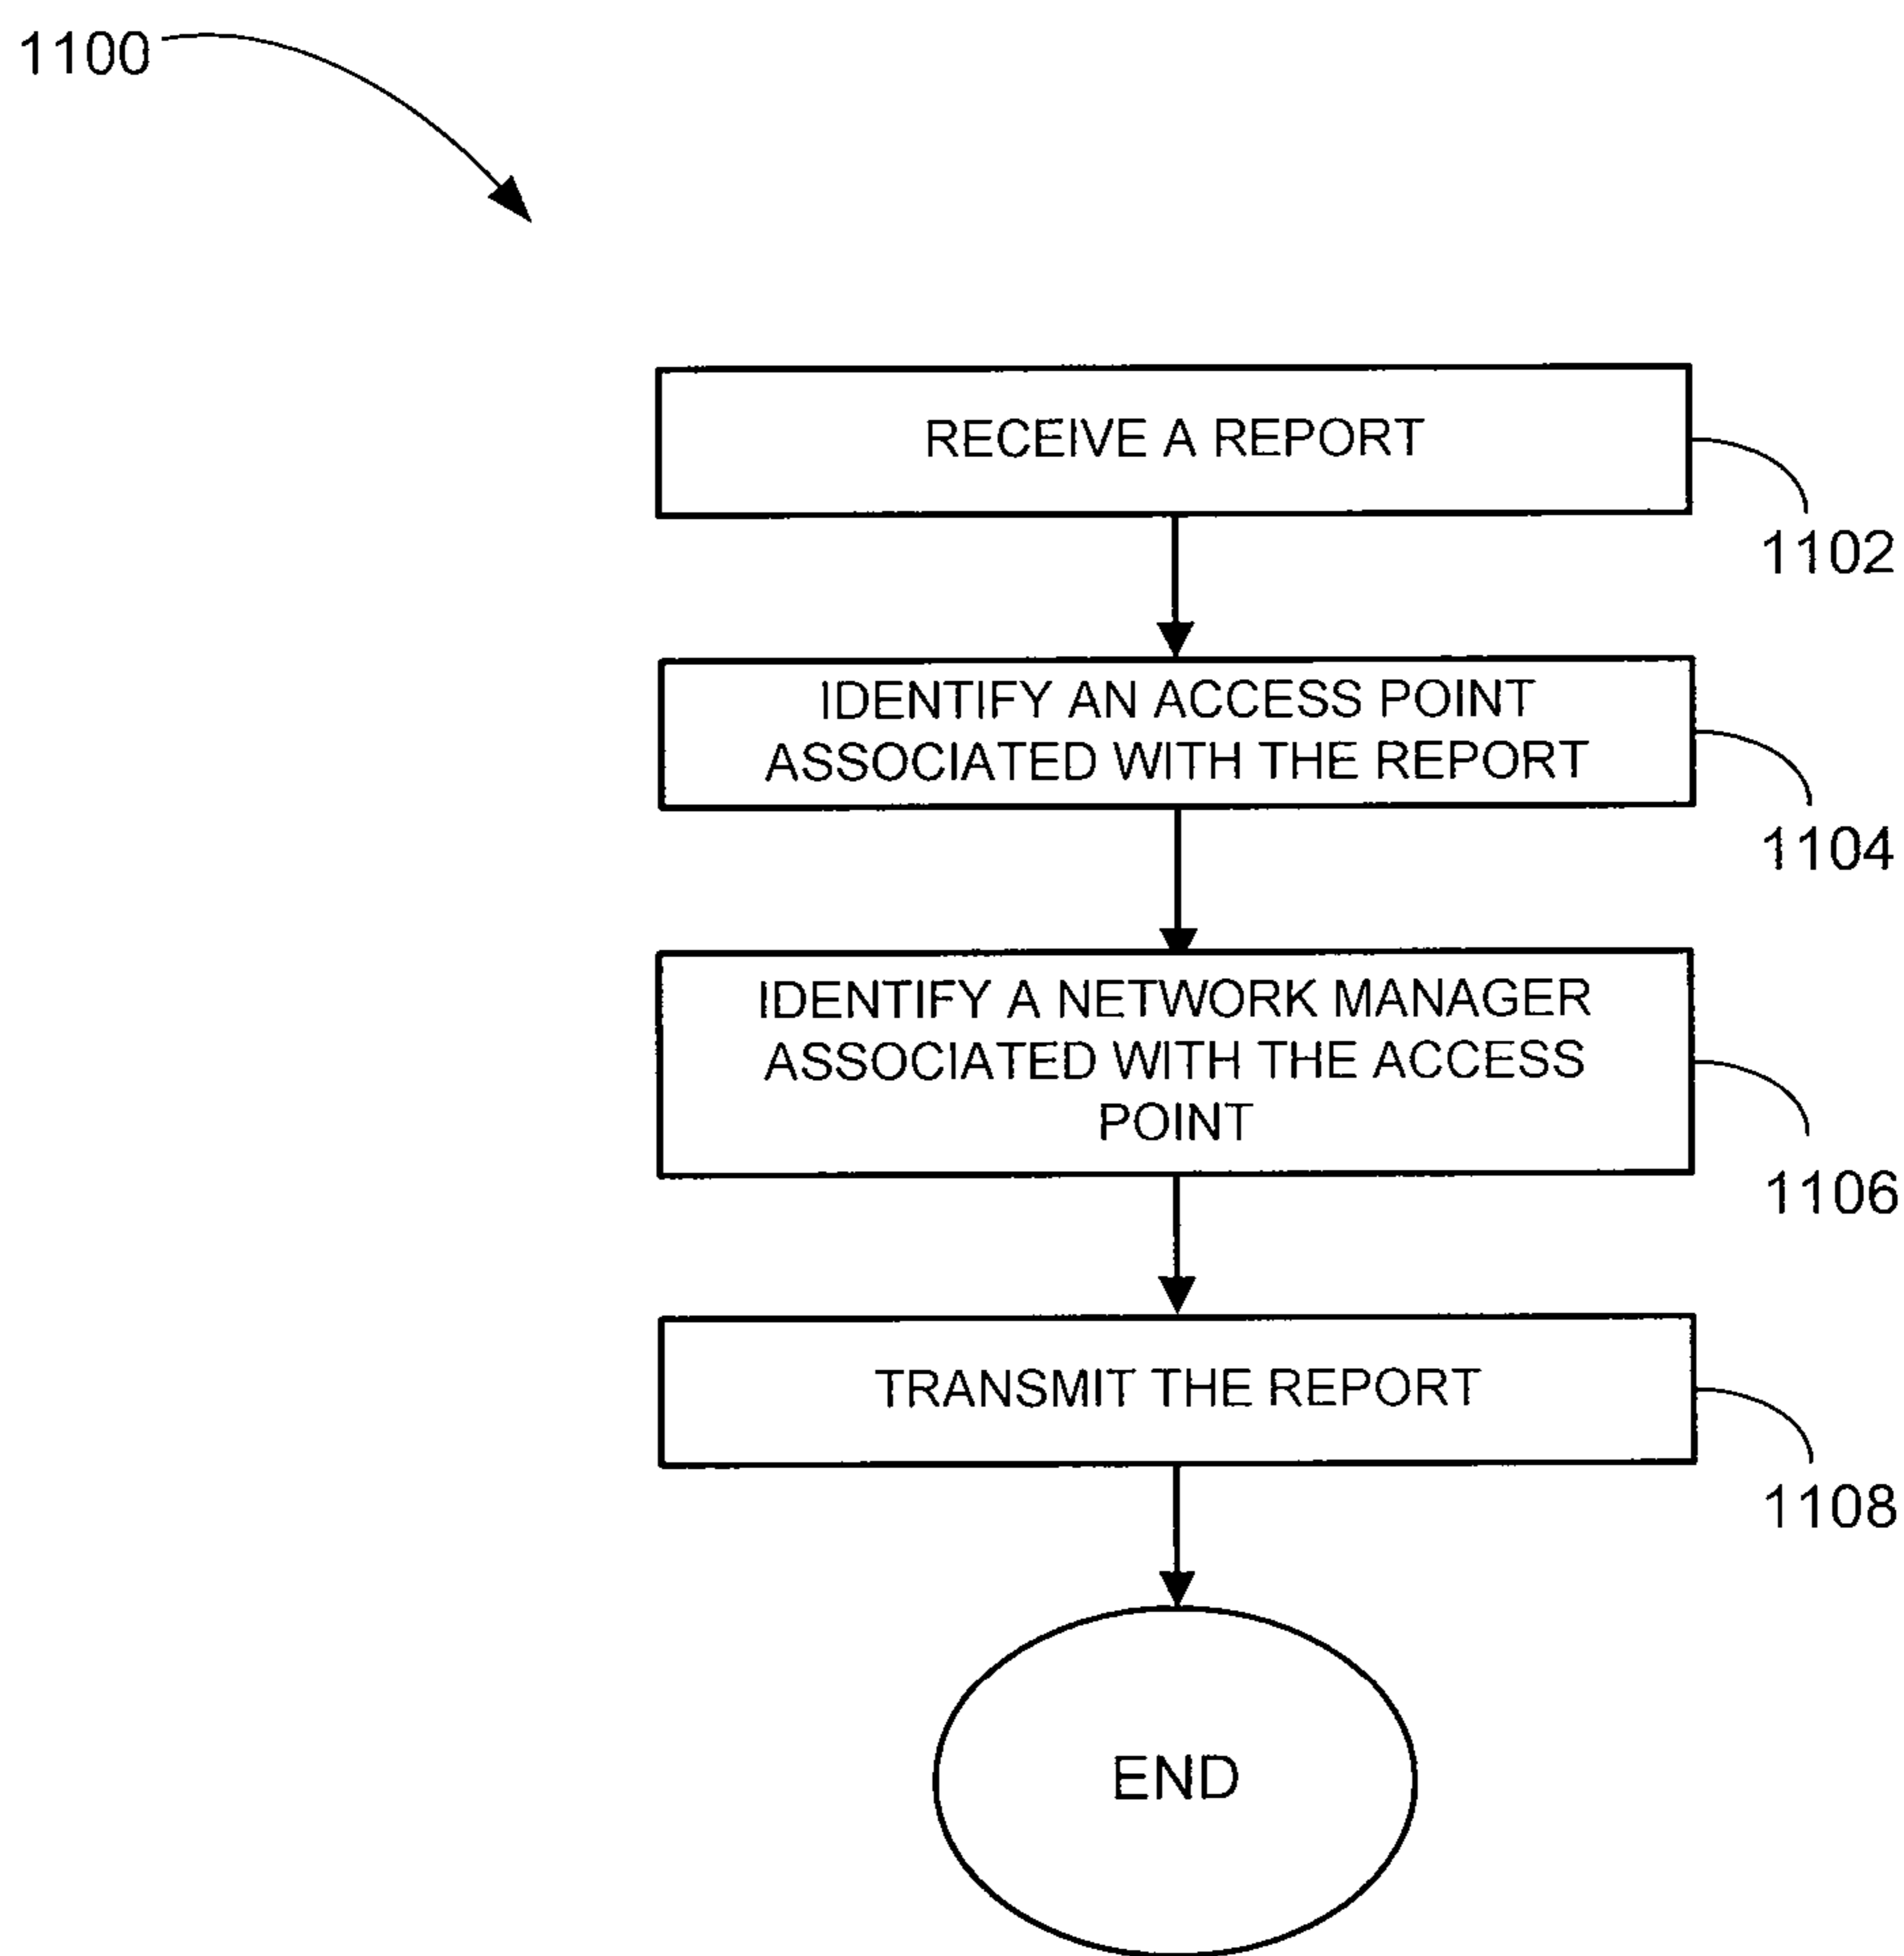 1100
RECEIVE A REPORT
1102
IDENTIFY AN ACCESS POINT
ASSOCIATED WITH THE REPORT
1104
IDENTIFY A NETWORK MANAGER
ASSOCIATED WITH THE ACCESS
POINT
1106
TRANSMIT THE REPORT
1108
END